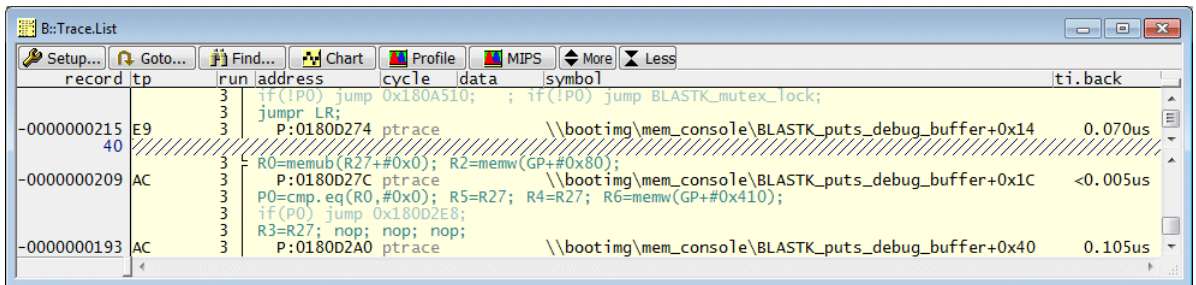 B::Trace.List
Setup... Goto... Find... Chart Profile MIPS More Less
record tp run address cycle data symbol ti.back
3 if(!P0) jump 0x180A510; ; if(!P0) jump BLASTK_mutex_lock;
3 jumpr LR;
-0000000215 E9 3 P:0180D274 ptrace \\bootimg\mem_console\BLASTK_puts_debug_buffer+0x14 0.070us
40
3 R0=memub(R27+#0x0); R2=memw(GP+#0x80);
-0000000209 AC 3 P:0180D27C ptrace \\bootimg\mem_console\BLASTK_puts_debug_buffer+0x1C <0.005us
3 P0=cmp.eq(R0,#0x0); R5=R27; R4=R27; R6=memw(GP+#0x410);
3 if(P0) jump 0x180D2E8;
3 R3=R27; nop; nop; nop;
-0000000193 AC 3 P:0180D2A0 ptrace \\bootimg\mem_console\BLASTK_puts_debug_buffer+0x40 0.105us